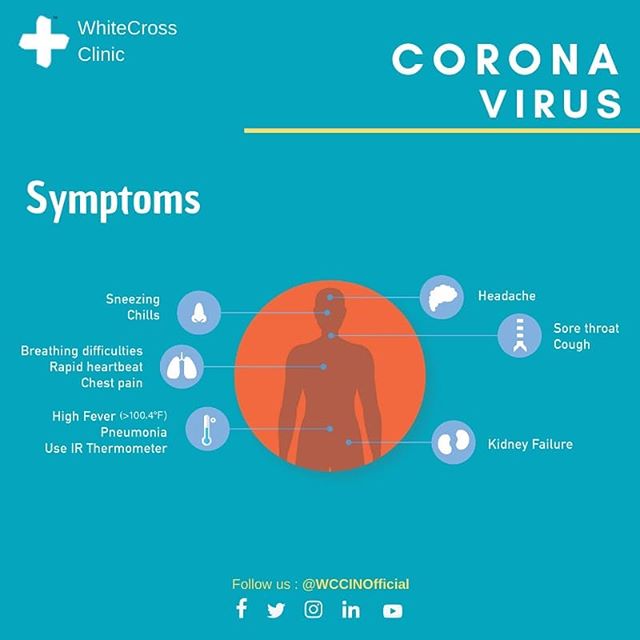 WhiteCross
Clinic
CORONA
VIRUS
Symptoms
Sneezing
Chills
Headache
Sore throat
Cough
Breathing difficulties
Rapid heartbeat
Chest pain
High Fever (>100.4°F)
Pneumonia
Use IR Thermometer
Kidney Failure
Follow us : @WCCINOfficial